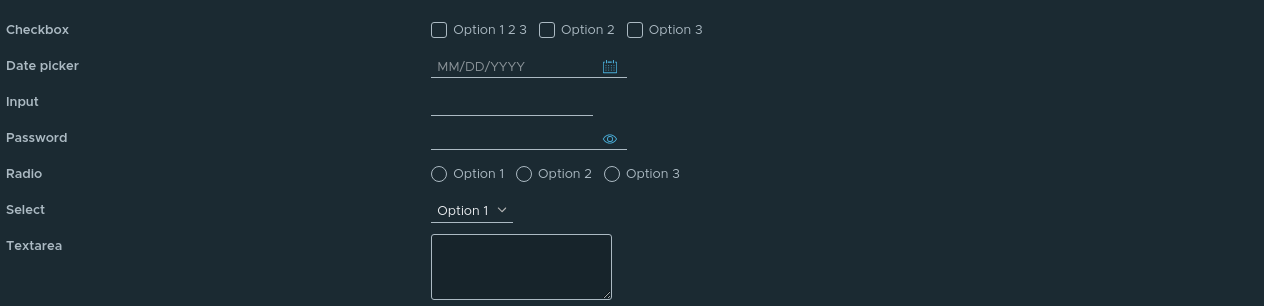 Checkbox Option 1 2 3 Option 2 Option 3
Date picker MM/DD/YYYY
Input
Password
Radio Option 1 Option 2 Option 3
Select Option 1
Textarea